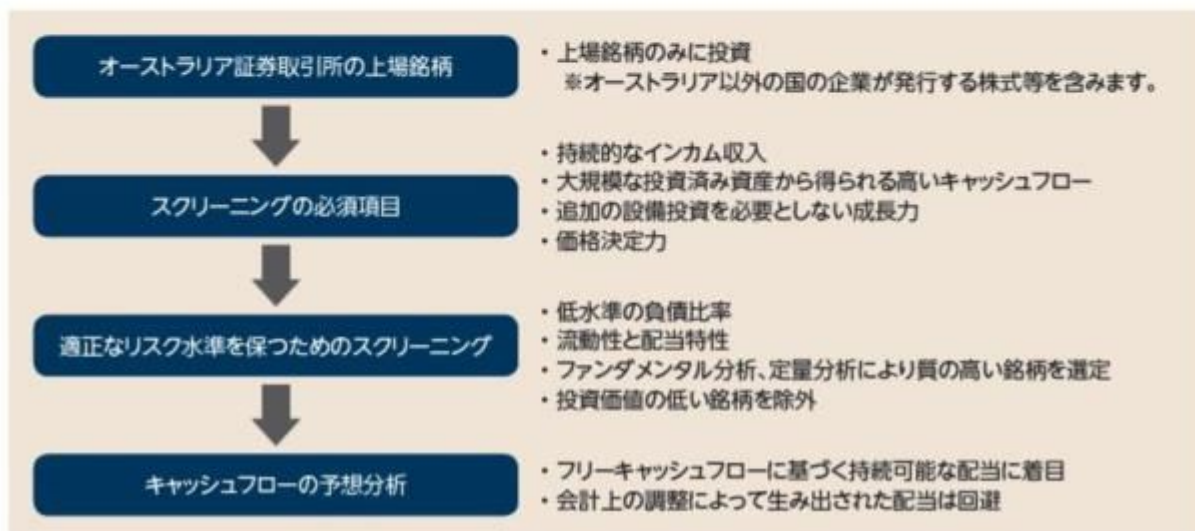 オーストラリア証券取引所の上場銘柄
・上場銘柄のみに投資
※オーストラリア以外の国の企業が発行する株式等を含みます。
スクリーニングの必須項目
・持続的なインカム収入
・大規模な投資済み資産から得られる高いキャッシュフロー
・追加の設備投資を必要としない成長力
・価格決定力
適正なリスク水準を保つためのスクリーニング
・低水準の負債比率
・流動性と配当特性
・ファンダメンタル分析、定量分析により質の高い銘柄を選定
・投資価値の低い銘柄を除外
キャッシュフローの予想分析
・フリーキャッシュフローに基づく持続可能な配当に着目
・会計上の調整によって生み出された配当は回避